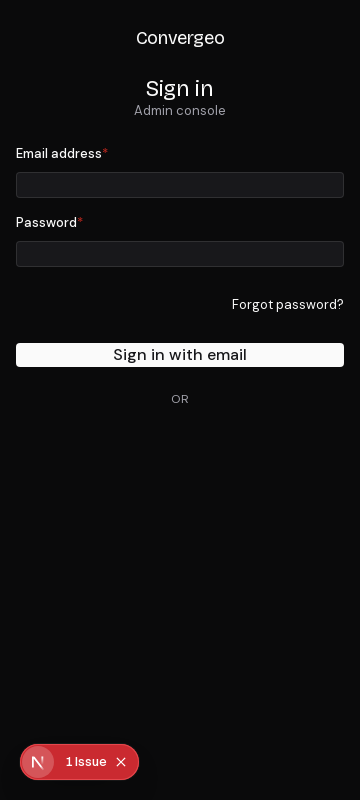 Convergeo
Sign in
Admin console
Email address*
Password*
Forgot password?
Sign in with email
OR
N
1 Issue